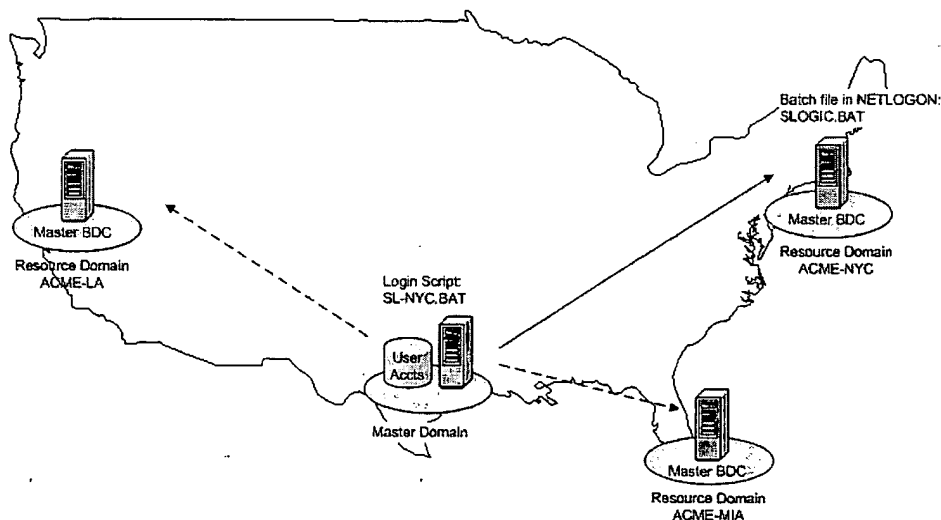 Batch file in NETLOGON:
SLOGIC.BAT
Master BDC
Resource Domain
ACME-LA
Master BDC
Resource Domain
ACME-NYC
Login Script:
SL-NYC.BAT
User
Accts
Master Domain
Master BDC
Resource Domain
ACME-MIA